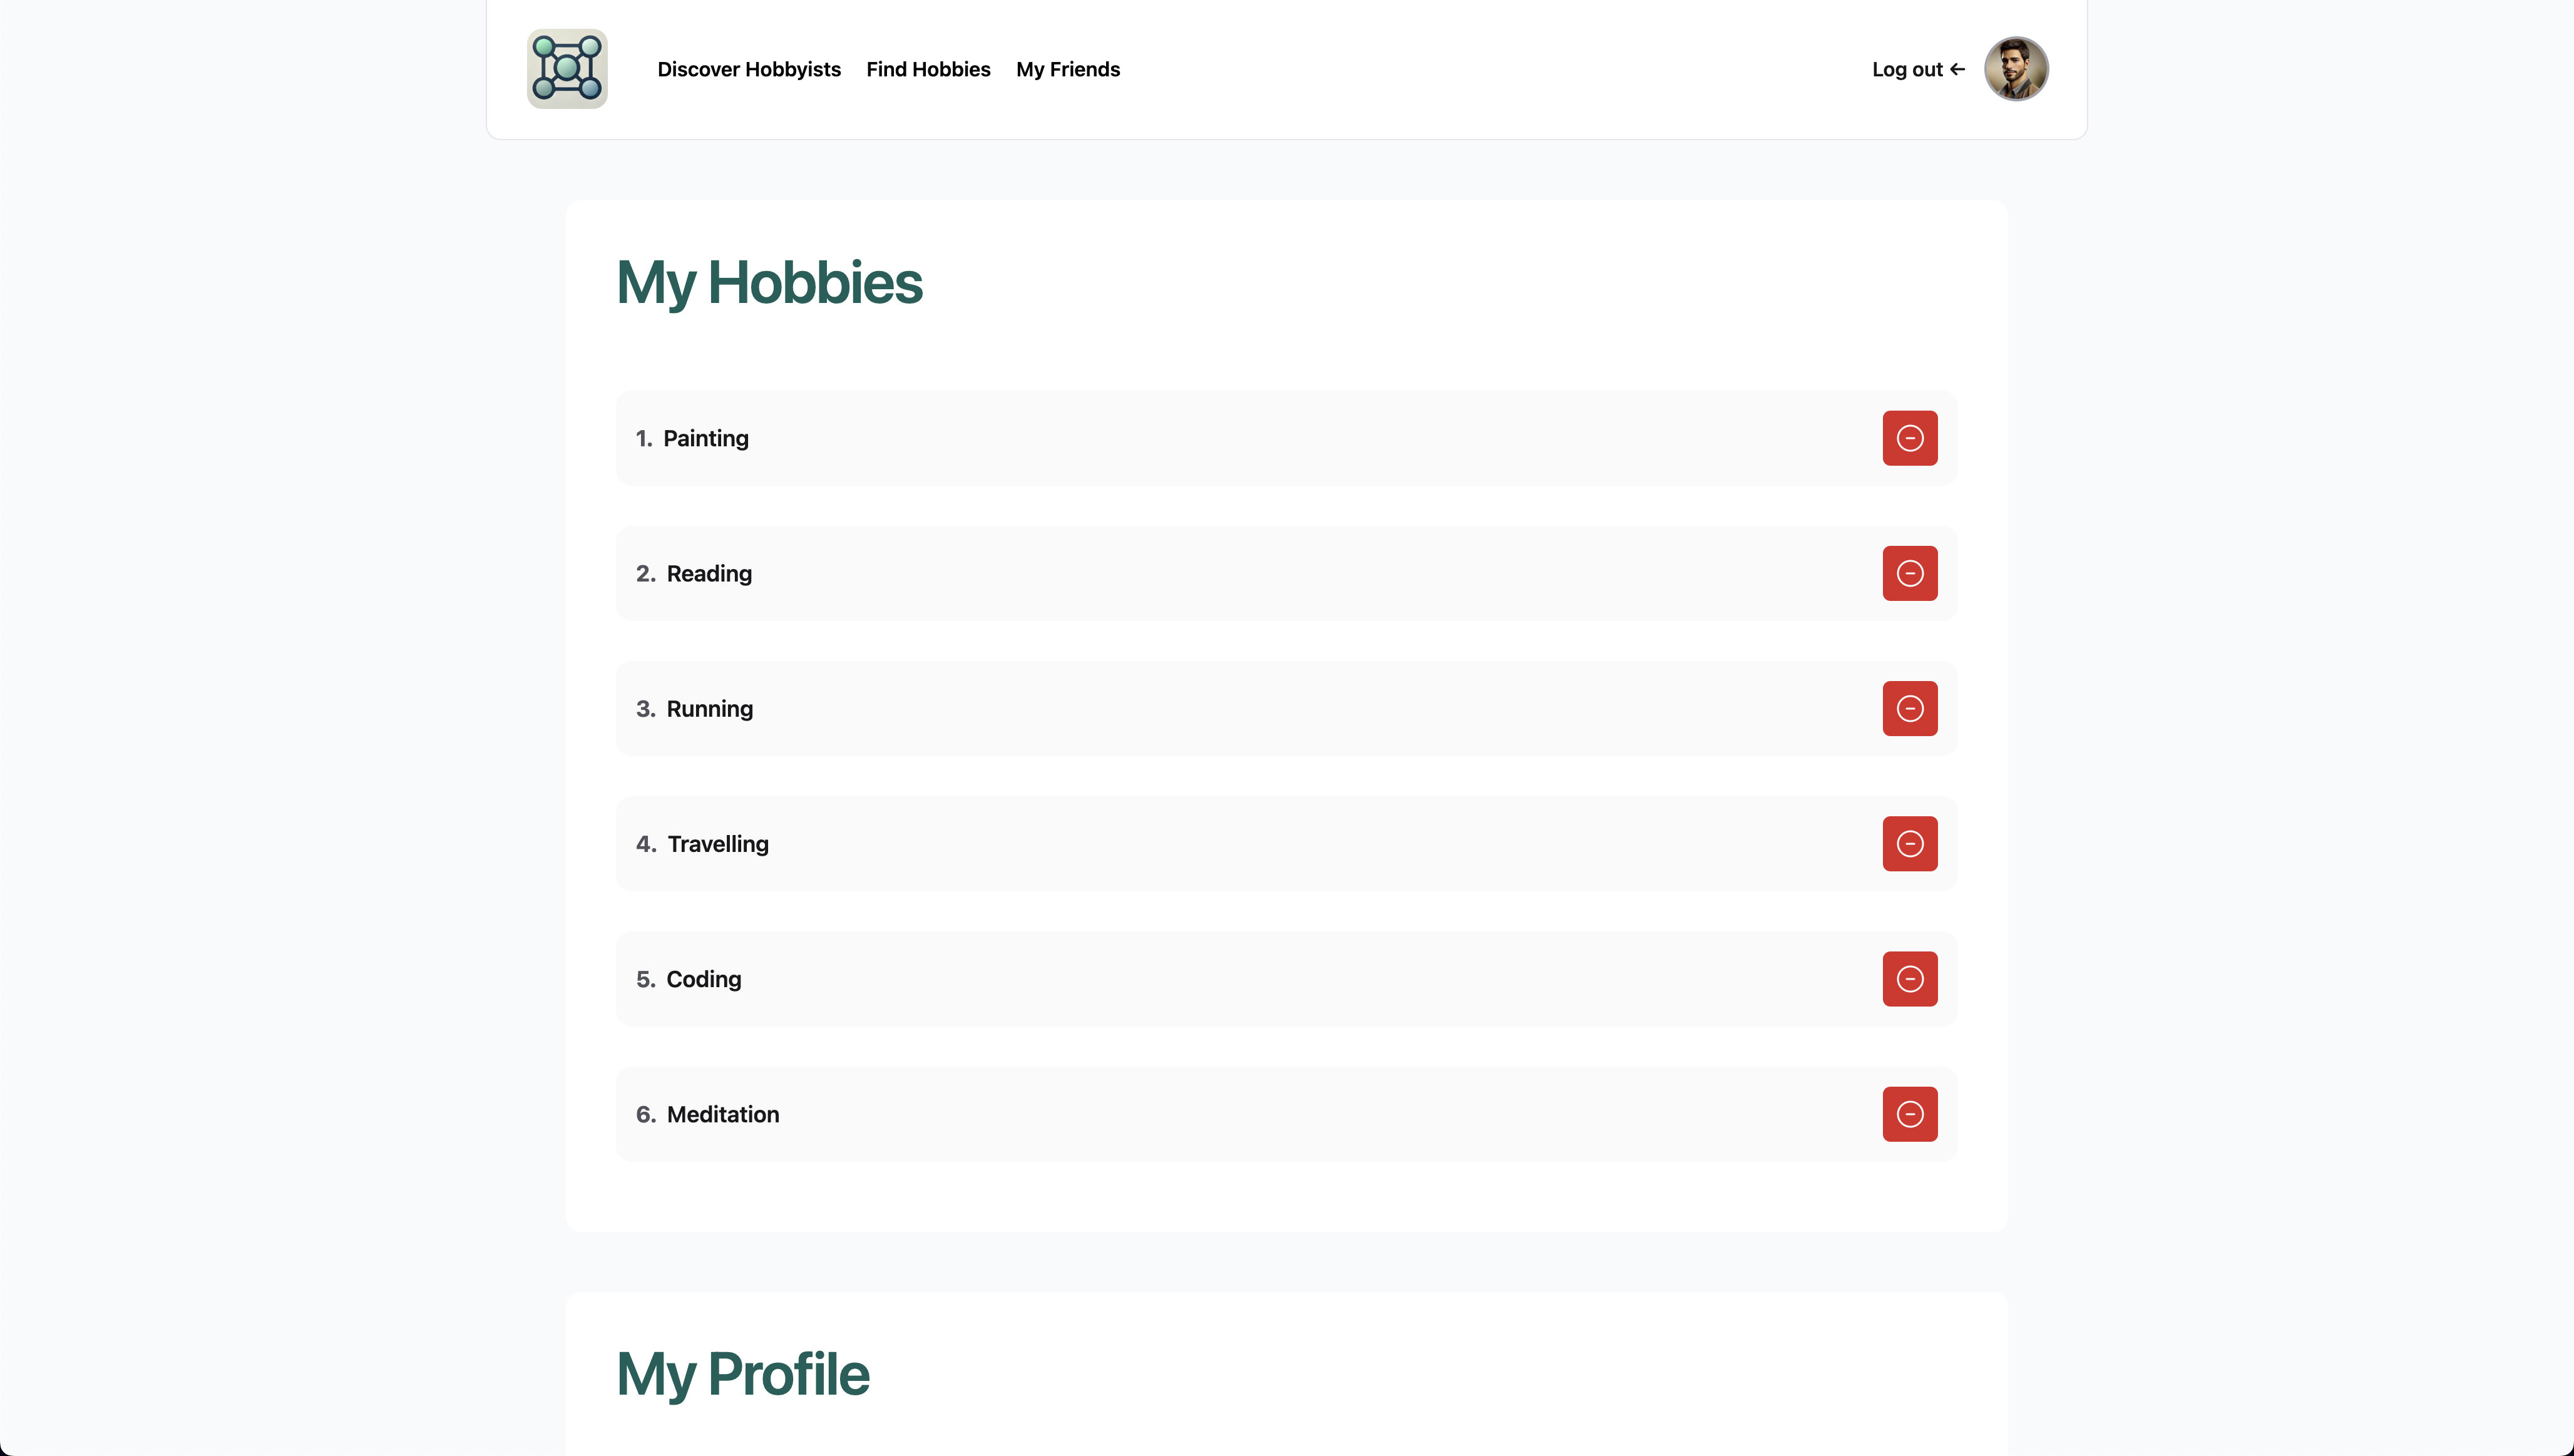 Discover Hobbyists Find Hobbies My Friends Log out ←
My Hobbies
1. Painting
2. Reading
3. Running
4. Travelling
5. Coding
6. Meditation
My Profile